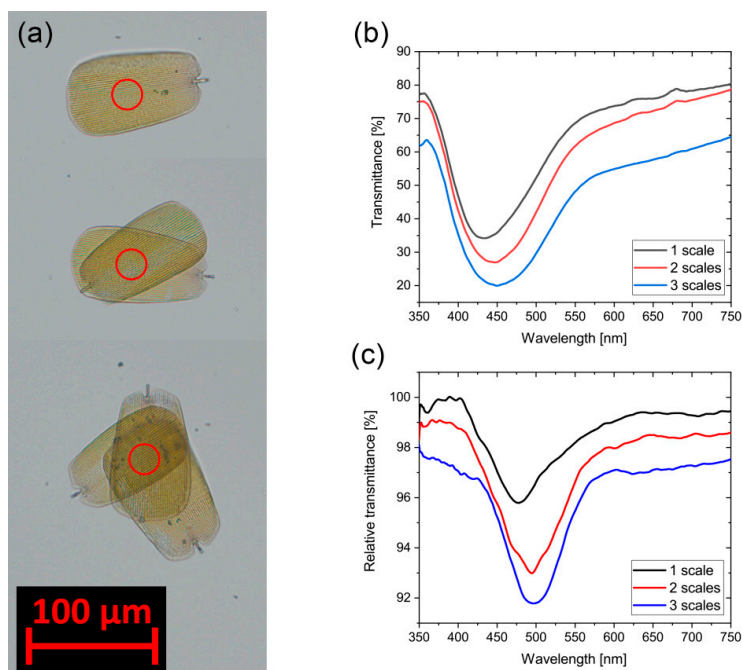 (a)
100 μm
(b)
90
80
70
60
50
40
30
20
Transmittance [%]
1 scale
2 scales
3 scales
350 400 450 500 550 600 650 700 750
Wavelength [nm]
(c)
100
98
96
94
93
92
Relative transmittance [%]
1 scale
2 scales
3 scales
350 400 450 500 550 600 650 700 750
Wavelength [nm]